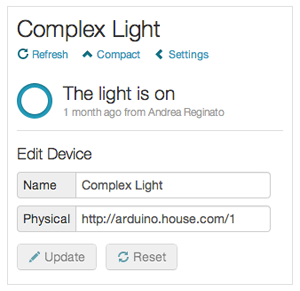 Complex Light
Refresh Compact Settings
The light is on
1 month ago from Andrea Reginato
Edit Device
Name Complex Light
Physical http://arduino.house.com/1
Update Reset